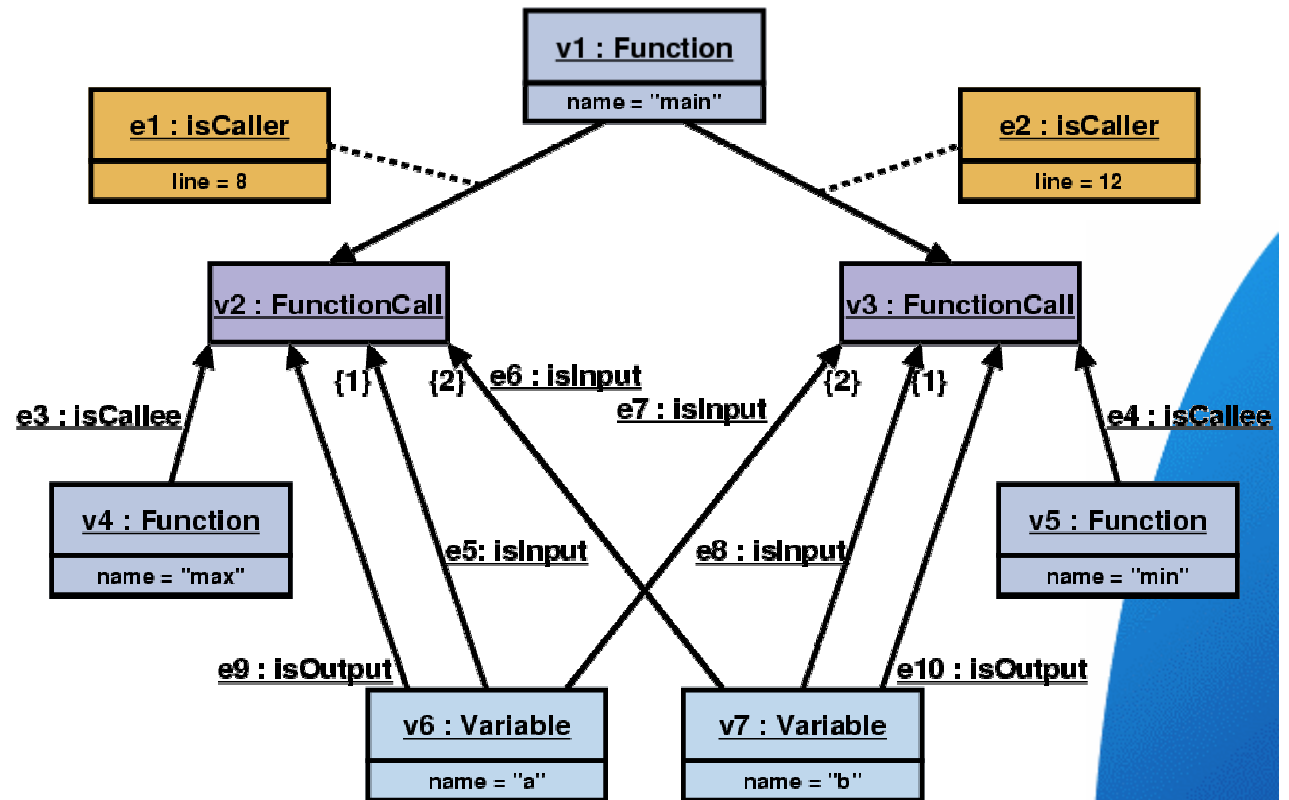 v1 : Function
name = "main"
e1 : isCaller
line = 8
e2 : isCaller
line = 12
v2 : FunctionCall
v3 : FunctionCall
{1}
{2}
e6 : isInput
{2}
{1}
e7 : isInput
e3 : isCallee
e4 : isCallee
v4 : Function
name = "max"
e5: isInput
e8 : isInput
v5 : Function
name = "min"
e9 : isOutput
e10 : isOutput
v6 : Variable
name = "a"
v7 : Variable
name = "b"